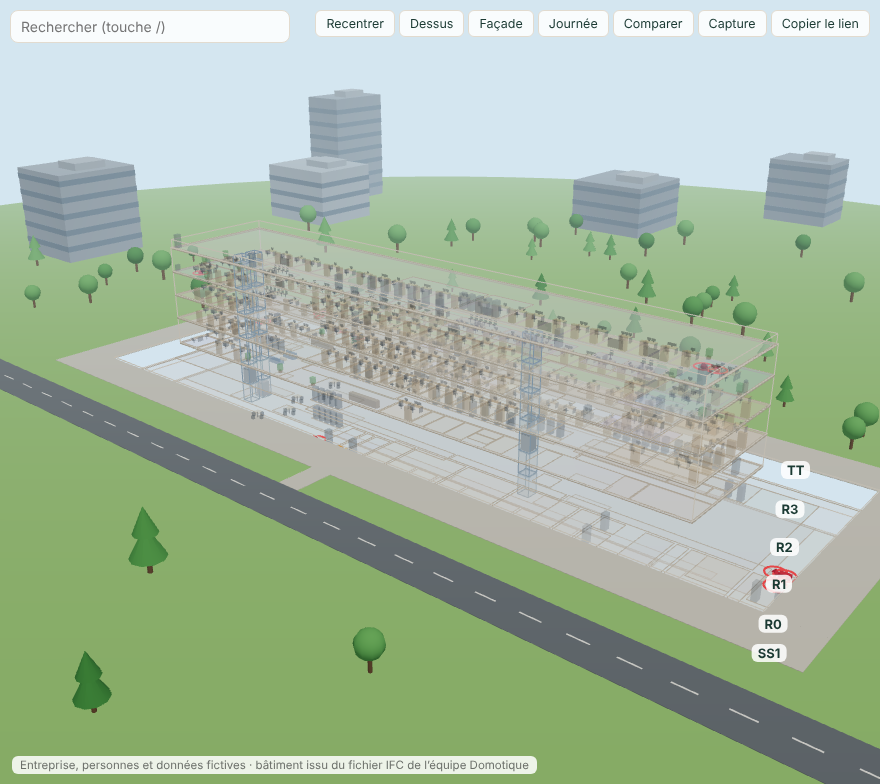 Rechercher (touche /)
Recentrer
Dessus
Façade
Journée
Comparer
Capture
Copier le lien
TT
R3
R2
R1
R0
SS1
Entreprise, personnes et données fictives · bâtiment issu du fichier IFC de l’équipe Domotique